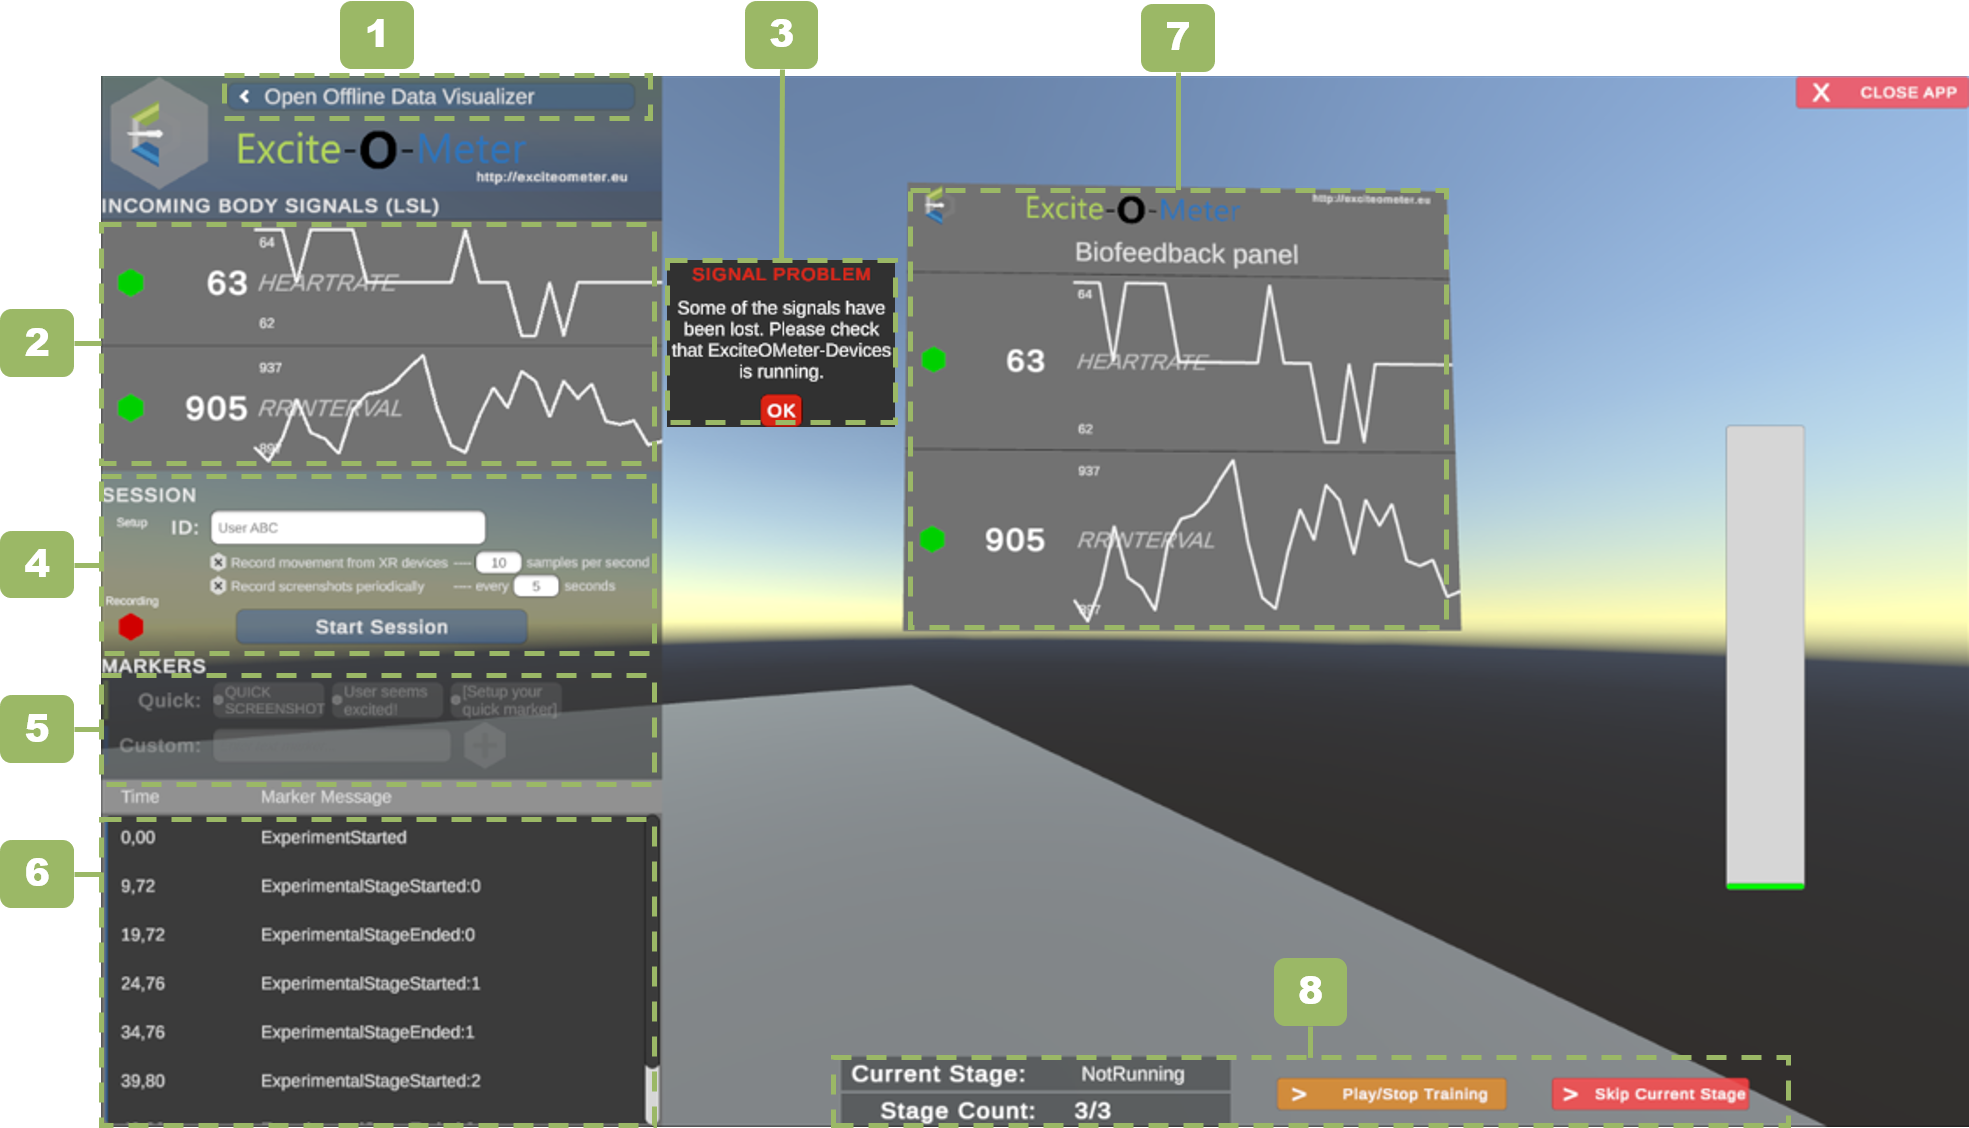 1
3
7
Open Offline Data Visualizer
X CLOSE APP
Excite-O-Meter
http://exciteometer.eu
INCOMING BODY SIGNALS (LSL)
64
63 HEARTRATE
62
2
937
905 RRINTERVAL
897
SIGNAL PROBLEM
Some of the signals have
been lost. Please check
that ExciteOMeter-Devices
is running.
OK
Excite-O-Meter
http://exciteometer.eu
Biofeedback panel
64
63 HEARTRATE
62
937
905 RRINTERVAL
897
SESSION
Setup ID: User ABC
4
Record movement from XR devices ---- 10 samples per second
Record screenshots periodically ---- every 5 seconds
Recording
Start Session
MARKERS
5
Quick: QUICK SCREENSHOT User seems excited! [Setup your quick marker]
Custom: +
Time Marker Message
6
0,00 ExperimentStarted
9,72 ExperimentalStageStarted:0
19,72 ExperimentalStageEnded:0
24,76 ExperimentalStageStarted:1
34,76 ExperimentalStageEnded:1
39,80 ExperimentalStageStarted:2
8
Current Stage: NotRunning
Stage Count: 3/3
> Play/Stop Training
> Skip Current Stage